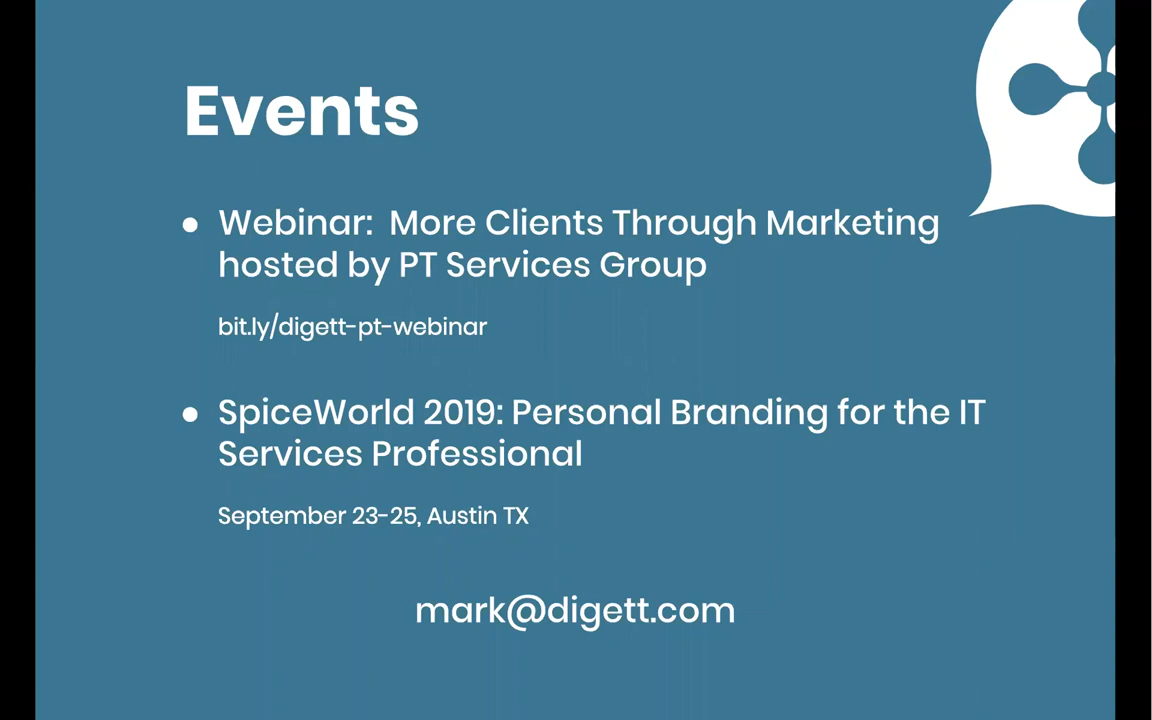 Events
● Webinar:  More Clients Through Marketing
hosted by PT Services Group
bit.ly/digett-pt-webinar
● SpiceWorld 2019: Personal Branding for the IT
Services Professional
September 23-25, Austin TX
mark@digett.com